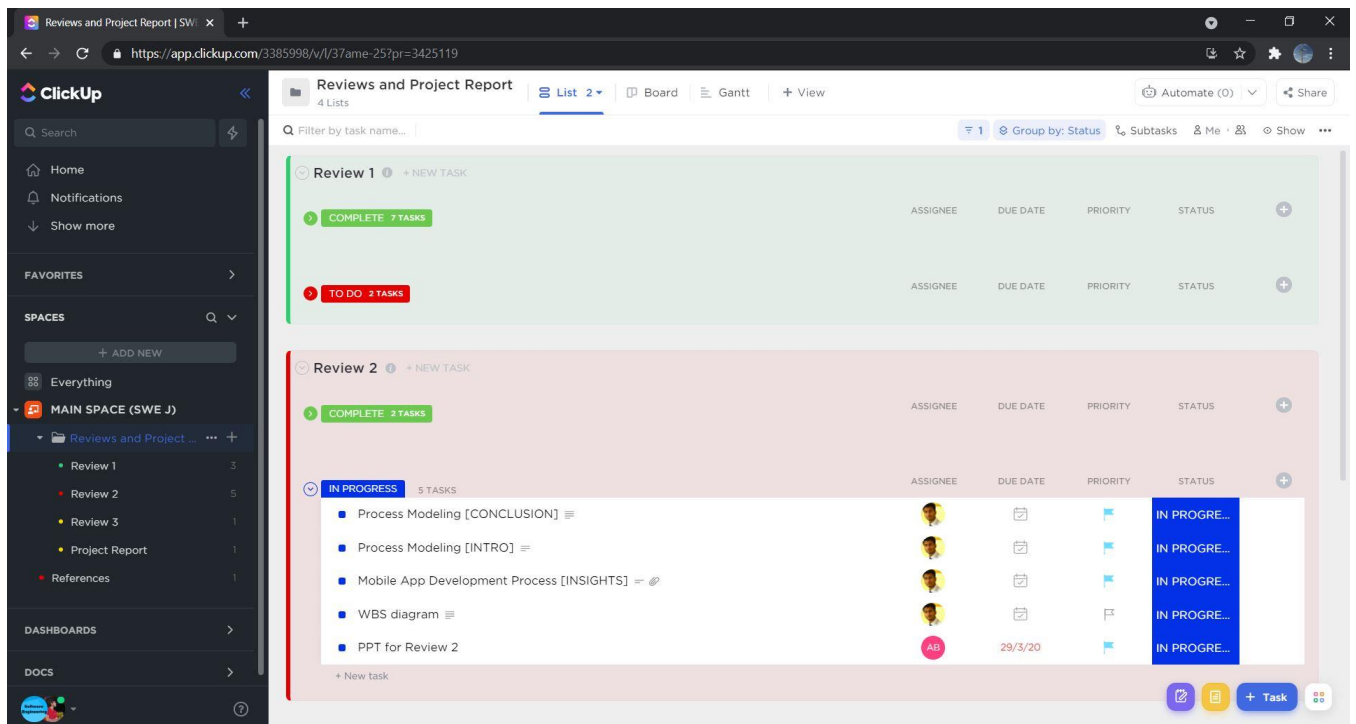 Reviews and Project Report | SWE
https://app.clickup.com/3385998/v/l/37ame-25?pr=3425119
ClickUp
Search
Home
Notifications
Show more
FAVORITES
SPACES
+ ADD NEW
Everything
MAIN SPACE (SWE J)
Reviews and Project ...
Review 1 3
Review 2 5
Review 3 1
Project Report 1
References 1
DASHBOARDS
DOCS
Reviews and Project Report
4 Lists
List 2
Board
Gantt
+ View
Automate (0)
Share
Filter by task name...
1
Group by: Status
Subtasks
Me
Show
Review 1 + NEW TASK
COMPLETE 7 TASKS ASSIGNEE DUE DATE PRIORITY STATUS
TO DO 2 TASKS ASSIGNEE DUE DATE PRIORITY STATUS
Review 2 + NEW TASK
COMPLETE 2 TASKS ASSIGNEE DUE DATE PRIORITY STATUS
IN PROGRESS 5 TASKS ASSIGNEE DUE DATE PRIORITY STATUS
Process Modeling [CONCLUSION] IN PROGRE...
Process Modeling [INTRO] IN PROGRE...
Mobile App Development Process [INSIGHTS] IN PROGRE...
WBS diagram IN PROGRE...
PPT for Review 2 AB 29/3/20 IN PROGRE...
+ New task
+ Task